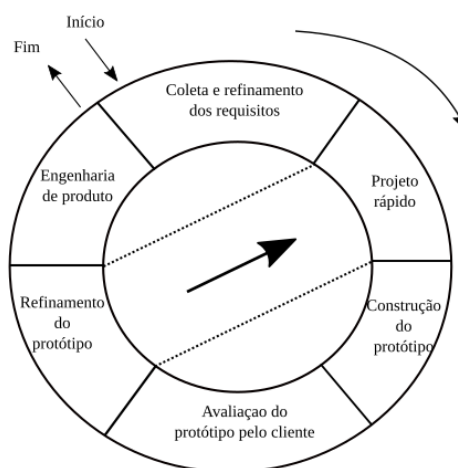 Início
Fim
Coleta e refinamento
dos requisitos
Projeto
rápido
Construção
do
protótipo
Avaliaçao do
protótipo pelo cliente
Refinamento
do
protótipo
Engenharia
de produto